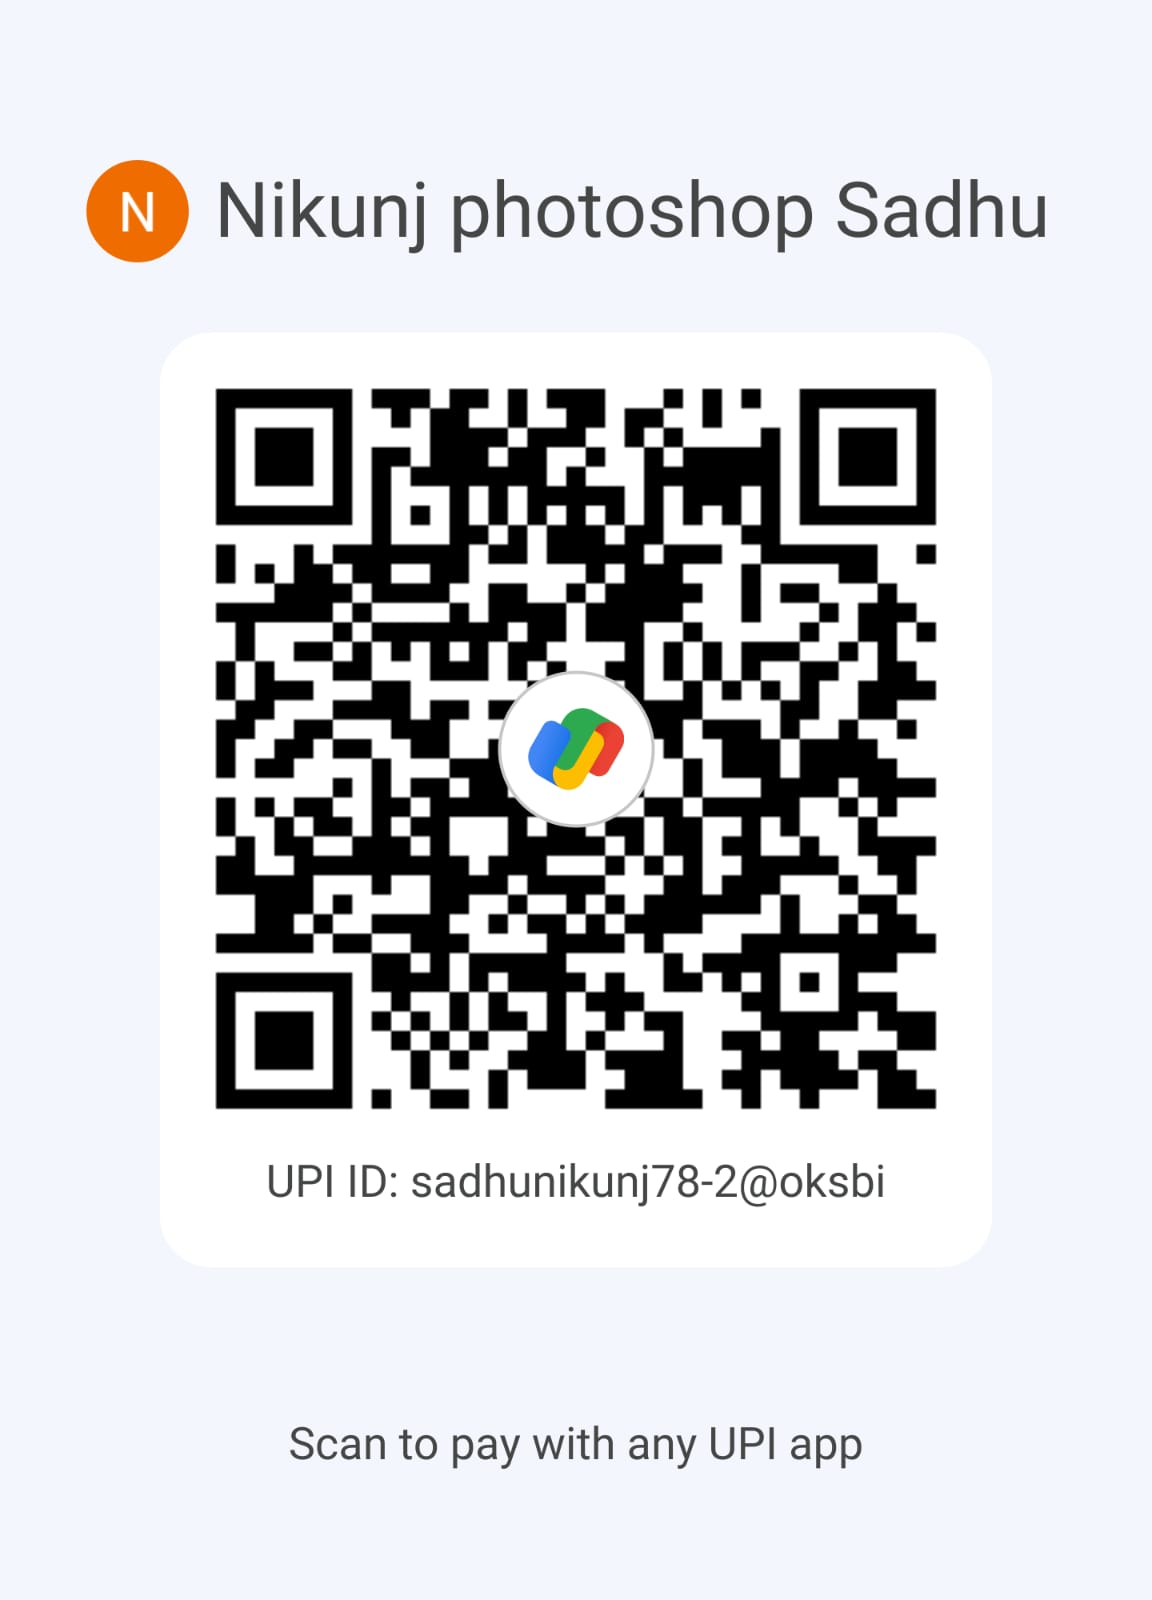 N Nikunj photoshop Sadhu
UPI ID: sadhunikunj78-2@oksbi
Scan to pay with any UPI app